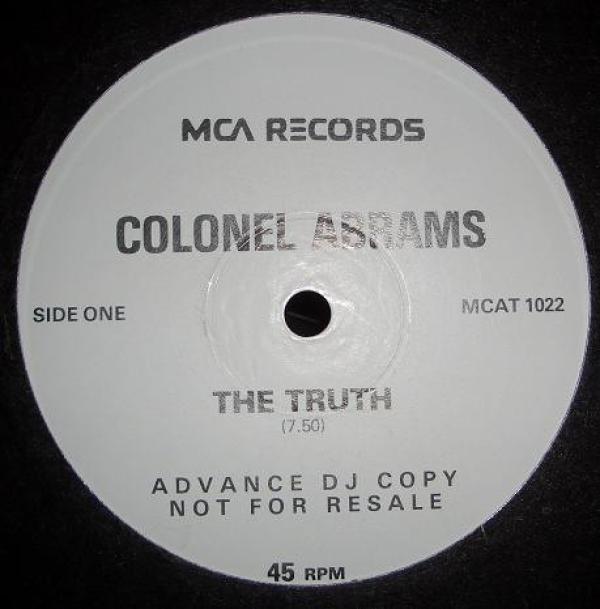 MCA RECORDS
COLONEL ABRAMS
SIDE ONE
MCAT 1022
THE TRUTH
(7.50)
ADVANCE DJ COPY
NOT FOR RESALE
45 RPM